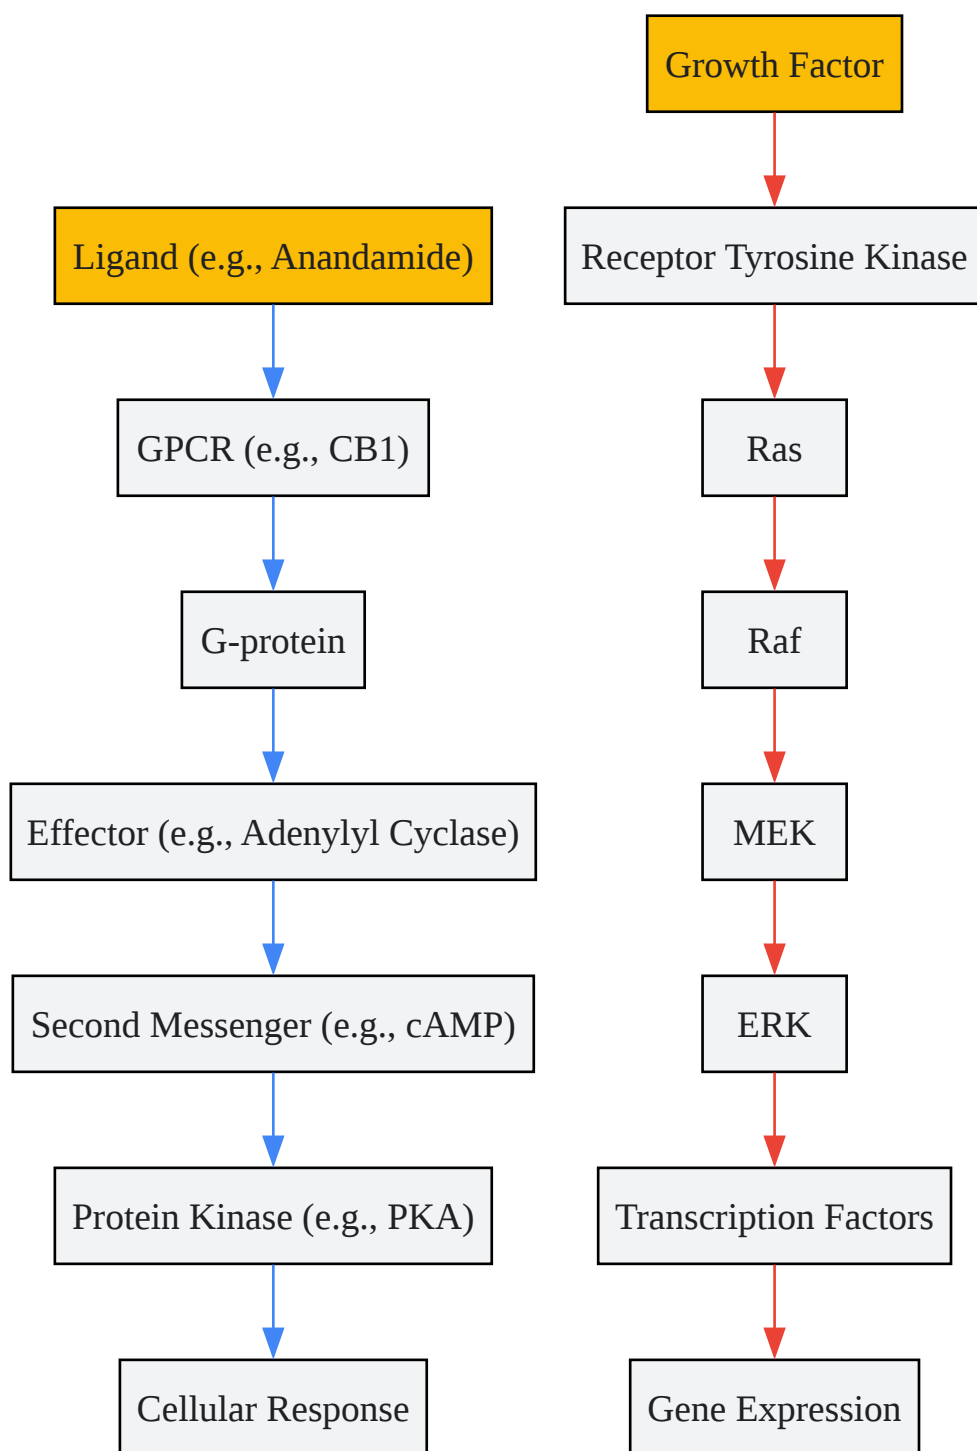 Growth Factor
Ligand (e.g., Anandamide)
Receptor Tyrosine Kinase
GPCR (e.g., CB1)
Ras
G-protein
Raf
Effector (e.g., Adenylyl Cyclase)
MEK
Second Messenger (e.g., cAMP)
ERK
Protein Kinase (e.g., PKA)
Transcription Factors
Cellular Response
Gene Expression